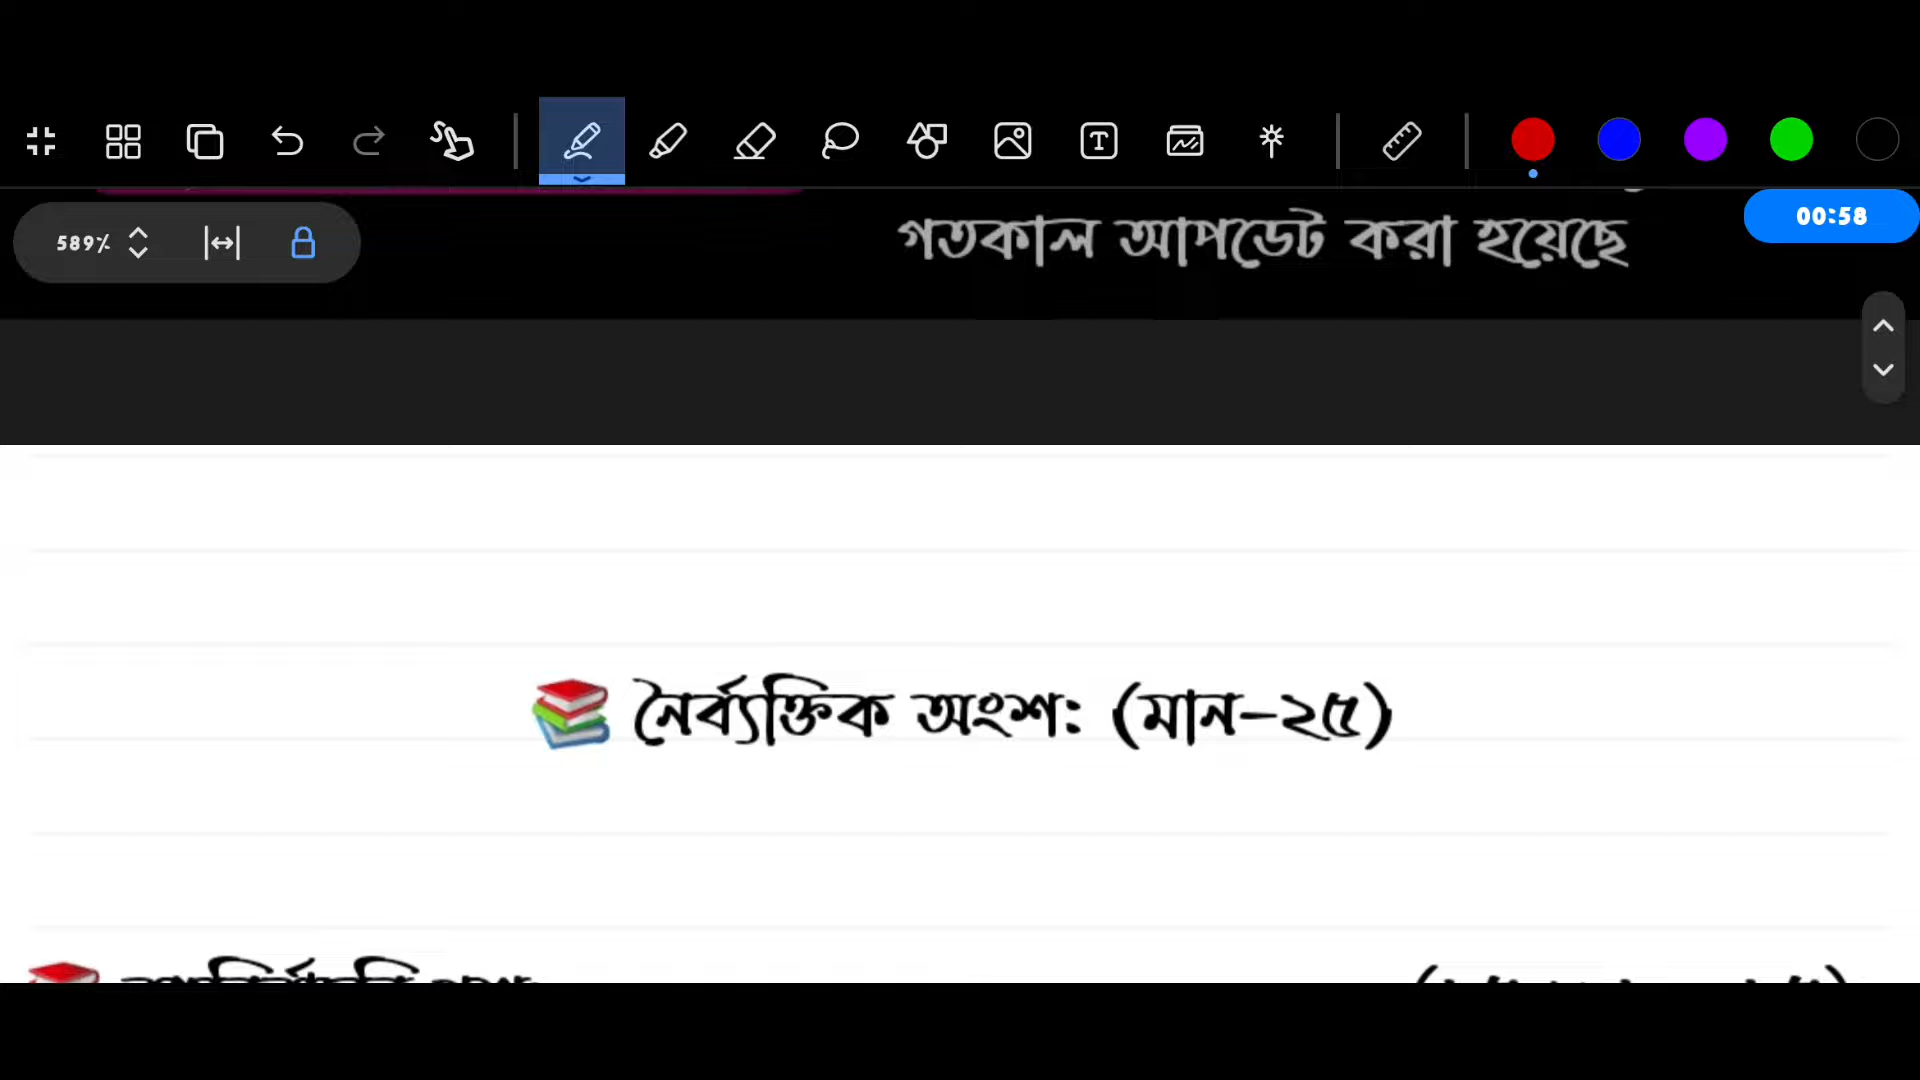 589%
00:58
গতকাল আপডেট করা হয়েছে
📚 নৈর্ব্যক্তিক অংশ: (মান-২৫)